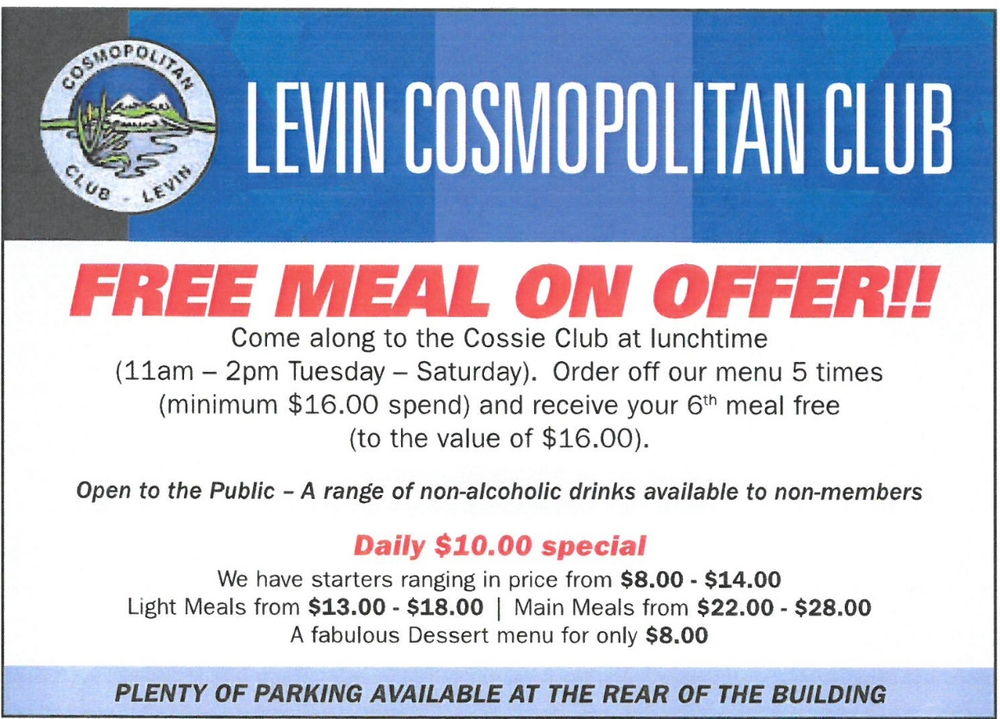 COSMOPOLITAN
CLUB - LEVIN
LEVIN COSMOPOLITAN CLUB
FREE MEAL ON OFFER!!
Come along to the Cossie Club at lunchtime
(11am – 2pm Tuesday – Saturday). Order off our menu 5 times
(minimum $16.00 spend) and receive your 6th meal free
(to the value of $16.00).
Open to the Public – A range of non-alcoholic drinks available to non-members
Daily $10.00 special
We have starters ranging in price from $8.00 - $14.00
Light Meals from $13.00 - $18.00 | Main Meals from $22.00 - $28.00
A fabulous Dessert menu for only $8.00
PLENTY OF PARKING AVAILABLE AT THE REAR OF THE BUILDING